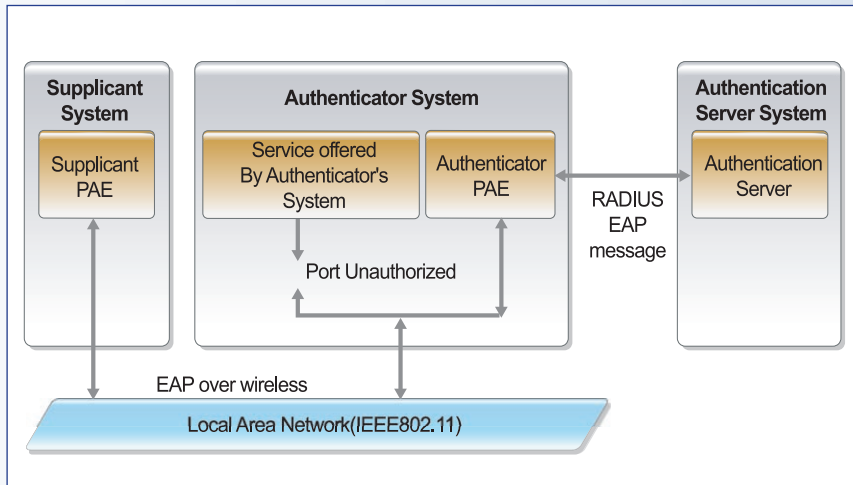 Supplicant
System
Supplicant
PAE
Authenticator System
Service offered
By Authenticator's
System
Authenticator
PAE
Port Unauthorized
RADIUS
EAP
message
Authentication
Server System
Authentication
Server
EAP over wireless
Local Area Network(IEEE802.11)